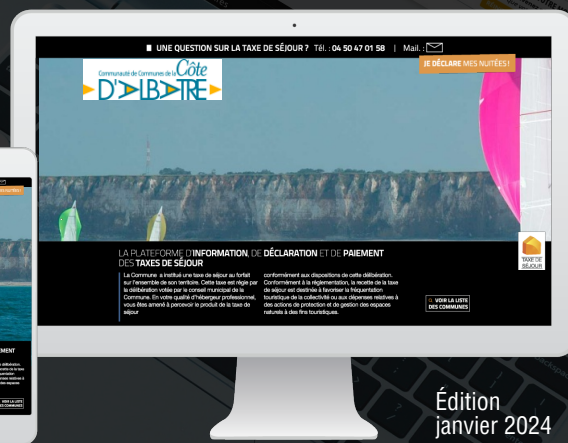 UNE QUESTION SUR LA TAXE DE SÉJOUR ? Tél. : 04 50 47 01 58 | Mail. :
JE DÉCLARE MES NUITÉES !
Communauté de Communes de la Côte
D'ALBATRE
LA PLATEFORME D'INFORMATION, DE DÉCLARATION ET DE PAIEMENT
DES TAXES DE SÉJOUR
La Commune a institué une taxe de séjour au forfait
sur l'ensemble de son territoire. Cette taxe est régie par
la délibération votée par le conseil municipal de la
Commune. En votre qualité d'hébergeur professionnel,
vous êtes amené à percevoir le produit de la taxe de
séjour
conformément aux dispositions de cette délibération.
Conformément à la réglementation, la recette de la taxe
de séjour est destinée à favoriser la fréquentation
touristique de la collectivité ou aux dépenses relatives à
des actions de protection et de gestion des espaces
naturels à des fins touristiques.
TAXE DE
SÉJOUR
VOIR LA LISTE
DES COMMUNES
Édition
janvier 2024